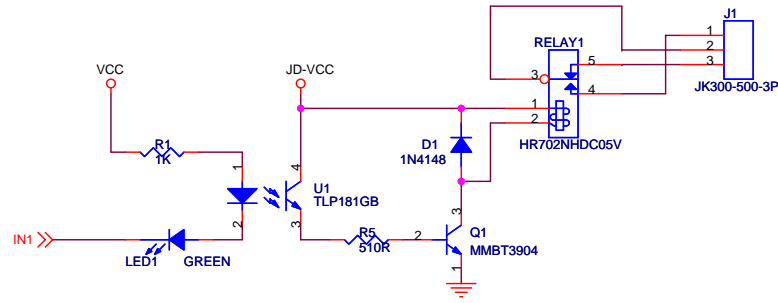 J1
RELAY1
1
2
3
JK300-500-3P
VCC
JD-VCC
3
5
4
1
2
HR702NHDC05V
R1
1K
D1
1N4148
1
4
U1
TLP181GB
2
3
R5
510R
2
3
Q1
MMBT3904
1
IN1
LED1
GREEN